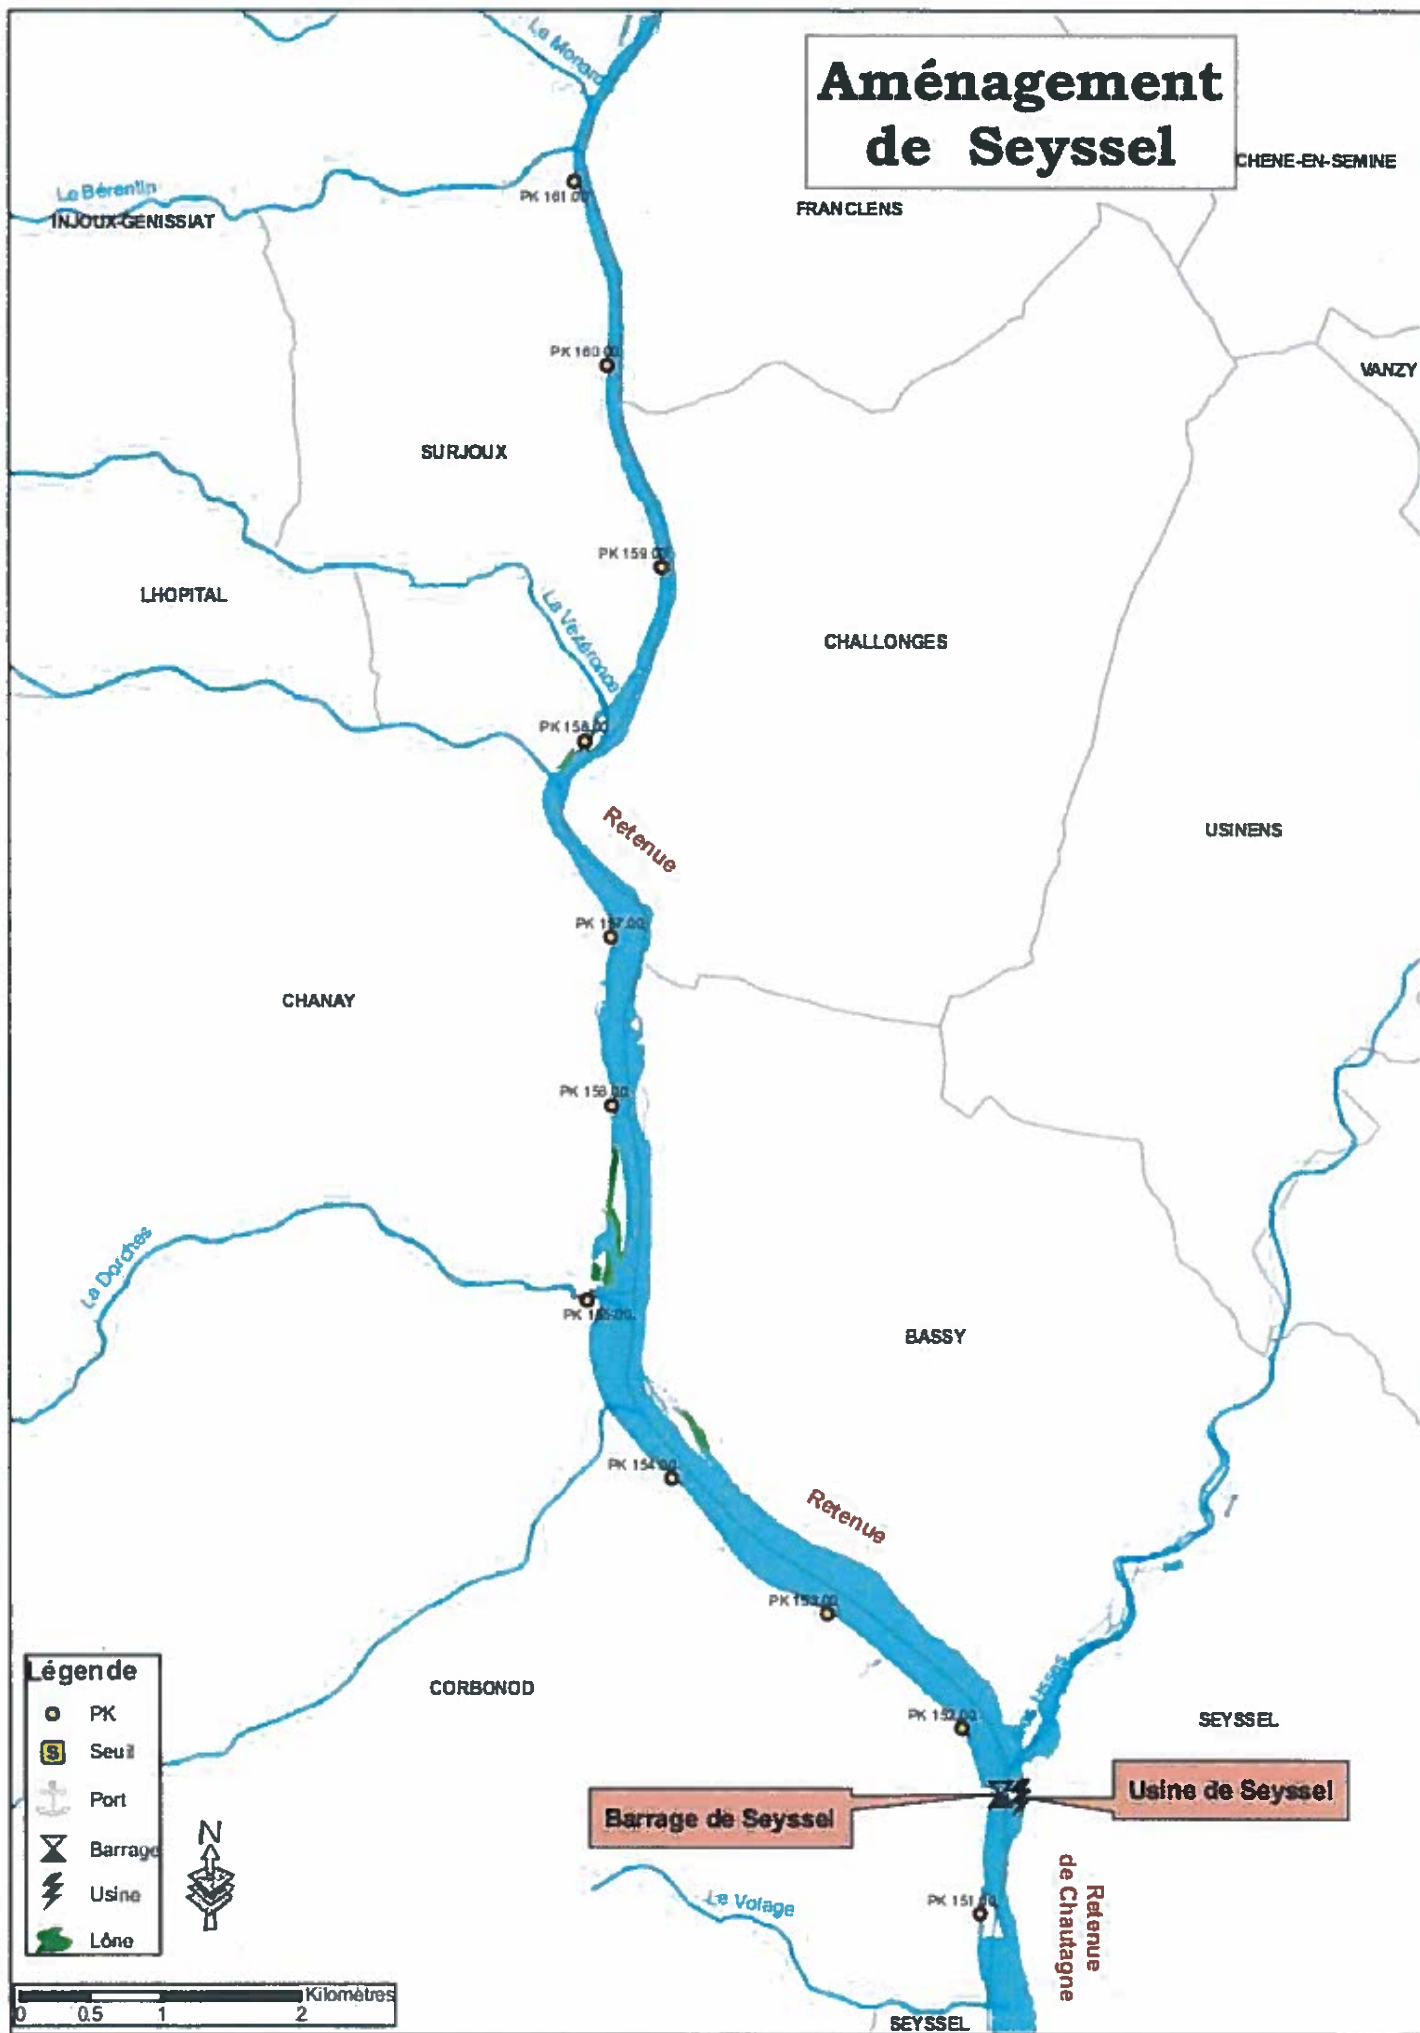 Aménagement
de Seyssel
CHENE-EN-SEMINE
FRANCLENS
Le Bérentin
INJOUX-GENISSIAT
PK 161.00
PK 160.00
VANZY
SURJOUX
PK 159.00
LHOPITAL
La Vézéronce
CHALLONGES
PK 158.00
Retenue
USINENS
PK 157.00
CHANAY
PK 156.00
La Dorches
PK 155.00
BASSY
PK 154.00
Retenue
PK 153.00
CORBONOD
PK 152.00
SEYSSEL
Usine de Seyssel
Barrage de Seyssel
Légende
PK
S Seuil
Port
Barrage
Usine
Lône
N
PK 151.00
Retenue
de Chautagne
Le Volage
Kilomètres
0 0.5 1 2
SEYSSEL